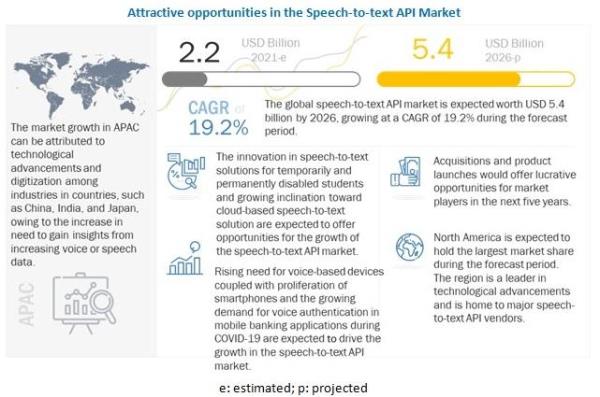 Attractive opportunities in the Speech-to-text API Market
2.2
USD Billion
2021-e
5.4
USD Billion
2026-p
CAGR of
19.2%
The global speech-to-text API market is expected worth USD 5.4
billion by 2026, growing at a CAGR of 19.2% during the forecast
period.
The market growth in APAC
can be attributed to
technological
advancements and
digitization among
industries in countries, such
as China, India, and Japan,
owing to the increase in
need to gain insights from
increasing voice or speech
data.
APAC
The innovation in speech-to-text
solutions for temporarily and
permanently disabled students
and growing inclination toward
cloud-based speech-to-text
solution are expected to offer
opportunities for the growth of
the speech-to-text API market.
Rising need for voice-based devices
coupled with proliferation of
smartphones and the growing
demand for voice authentication in
mobile banking applications during
COVID-19 are expected to drive the
growth in the speech-to-text API
market.
Acquisitions and product
launches would offer lucrative
opportunities for market
players in the next five years.
North America is expected to
hold the largest market share
during the forecast period.
The region is a leader in
technological advancements
and is home to major speech-
to-text API vendors.
e: estimated; p: projected